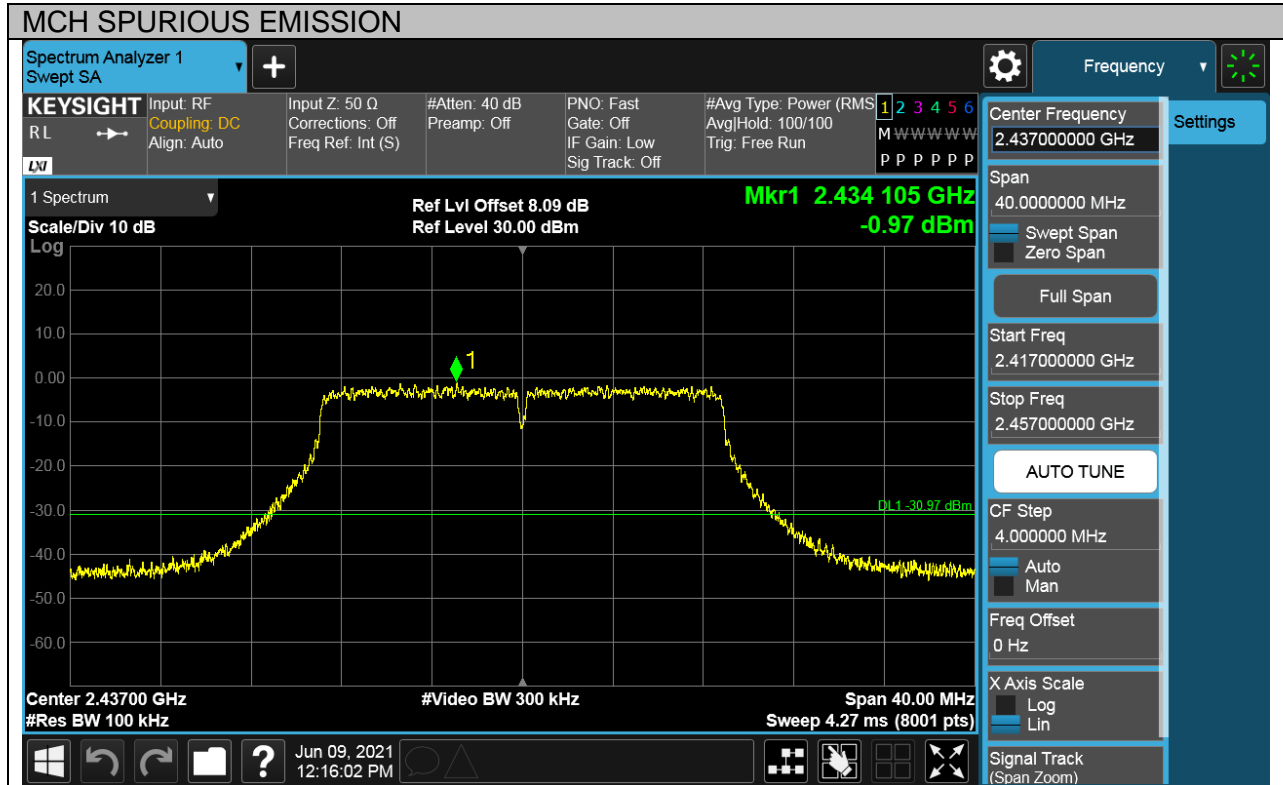 MCH SPURIOUS EMISSION
Spectrum Analyzer 1
Swept SA
+
Frequency
KEYSIGHT
RL
LXI
Input: RF
Coupling: DC
Align: Auto
Input Z: 50 Ω
Corrections: Off
Freq Ref: Int (S)
#Atten: 40 dB
Preamp: Off
PNO: Fast
Gate: Off
IF Gain: Low
Sig Track: Off
#Avg Type: Power (RMS
Avg|Hold: 100/100
Trig: Free Run
1 2 3 4 5 6
M W W W W W
P P P P P P
1 Spectrum
Scale/Div 10 dB
Ref Lvl Offset 8.09 dB
Ref Level 30.00 dBm
Mkr1 2.434 105 GHz
-0.97 dBm
Log
20.0
10.0
0.00
-10.0
-20.0
-30.0
-40.0
-50.0
-60.0
1
DL1 -30.97 dBm
Center 2.43700 GHz
#Video BW 300 kHz
Span 40.00 MHz
#Res BW 100 kHz
Sweep 4.27 ms (8001 pts)
?
Jun 09, 2021
12:16:02 PM
Center Frequency
2.437000000 GHz
Settings
Span
40.0000000 MHz
Swept Span
Zero Span
Full Span
Start Freq
2.417000000 GHz
Stop Freq
2.457000000 GHz
AUTO TUNE
CF Step
4.000000 MHz
Auto
Man
Freq Offset
0 Hz
X Axis Scale
Log
Lin
Signal Track
(Span Zoom)